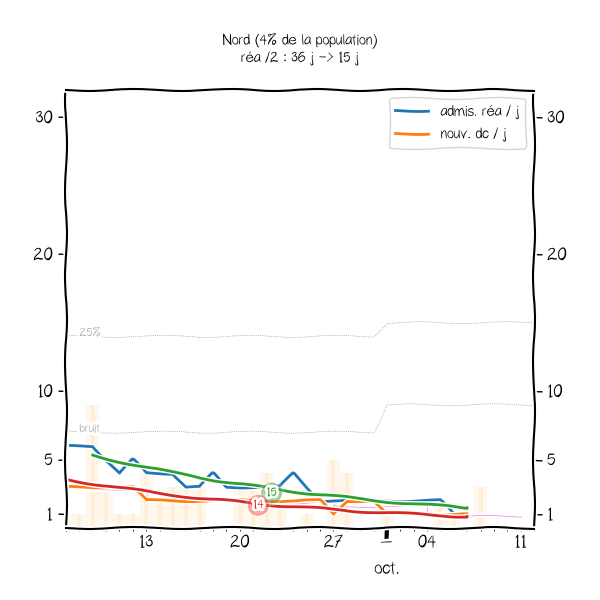 Nord (4% de la population)
réa /2 : 36 j -> 15 j
admis. réa / j
nouv. dc / j
30 30
20 20
25%
10 10
bruit
5 5
15
14
1 1
13 20 27 1 04 11
oct.